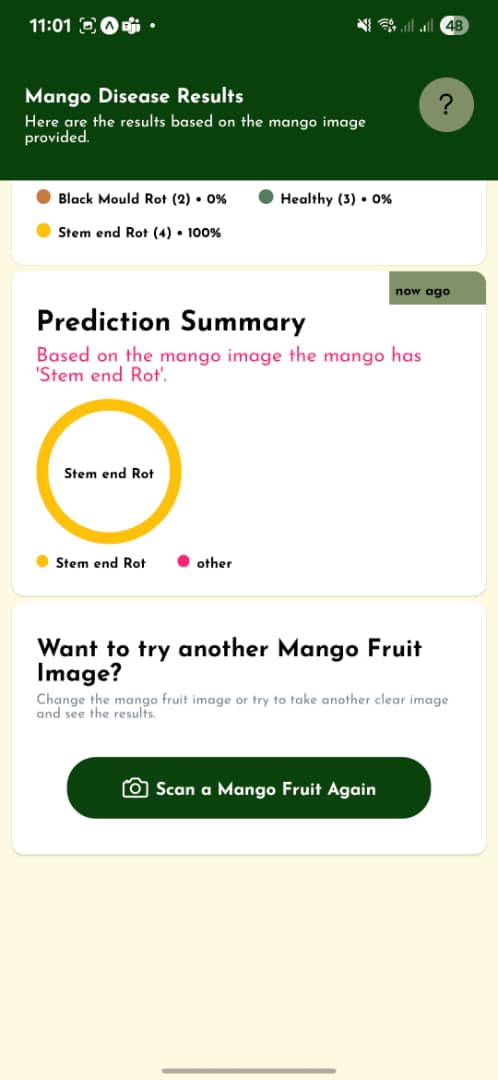 11:01 48
Mango Disease Results
?
Here are the results based on the mango image
provided.
Black Mould Rot (2) • 0% Healthy (3) • 0%
Stem end Rot (4) • 100%
now ago
Prediction Summary
Based on the mango image the mango has
'Stem end Rot'.
Stem end Rot
Stem end Rot other
Want to try another Mango Fruit
Image?
Change the mango fruit image or try to take another clear image
and see the results.
Scan a Mango Fruit Again